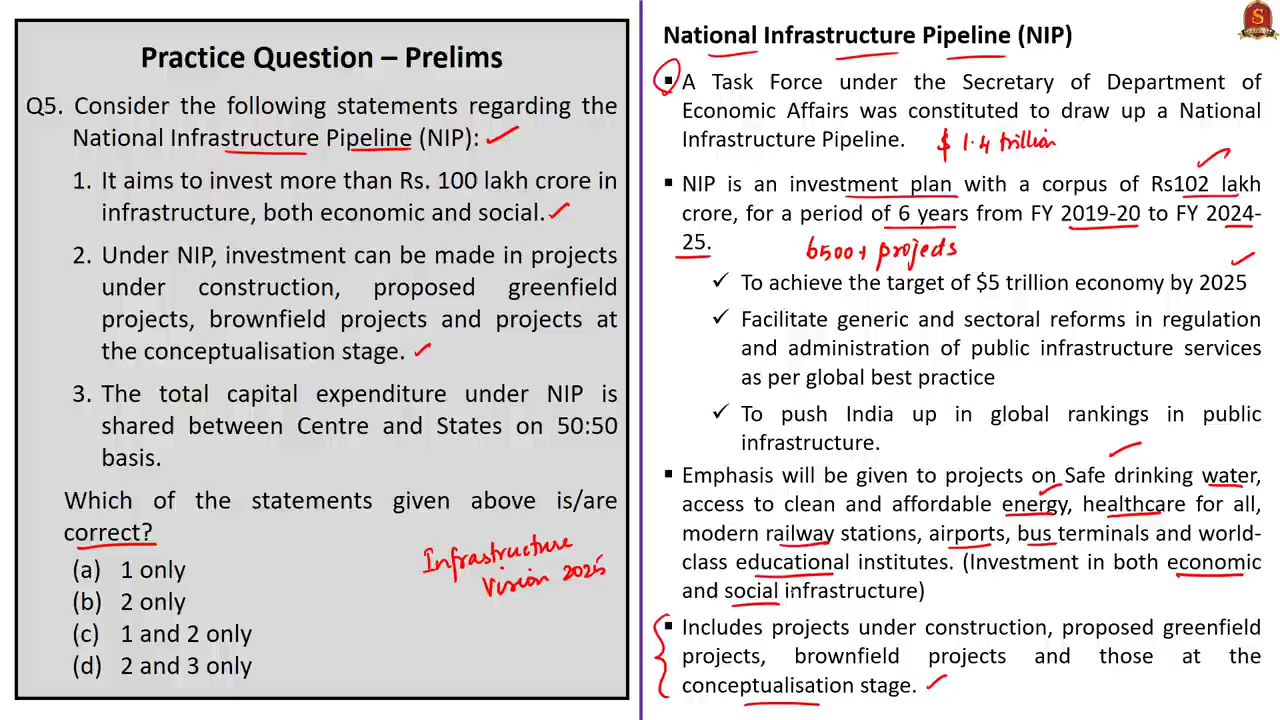 Practice Question – Prelims
Q5. Consider the following statements regarding the
National Infrastructure Pipeline (NIP):
1. It aims to invest more than Rs. 100 lakh crore in
infrastructure, both economic and social.
2. Under NIP, investment can be made in projects
under construction, proposed greenfield
projects, brownfield projects and projects at
the conceptualisation stage.
3. The total capital expenditure under NIP is
shared between Centre and States on 50:50
basis.
Which of the statements given above is/are
correct?
(a) 1 only
(b) 2 only
(c) 1 and 2 only
(d) 2 and 3 only
Infrastructure
Vision 2025
National Infrastructure Pipeline (NIP)
▪ A Task Force under the Secretary of Department of
Economic Affairs was constituted to draw up a National
Infrastructure Pipeline.
$ 1.4 trillion
▪ NIP is an investment plan with a corpus of Rs102 lakh
crore, for a period of 6 years from FY 2019-20 to FY 2024-
25.
6500+ projects
✓ To achieve the target of $5 trillion economy by 2025
✓ Facilitate generic and sectoral reforms in regulation
and administration of public infrastructure services
as per global best practice
✓ To push India up in global rankings in public
infrastructure.
▪ Emphasis will be given to projects on Safe drinking water,
access to clean and affordable energy, healthcare for all,
modern railway stations, airports, bus terminals and world-
class educational institutes. (Investment in both economic
and social infrastructure)
▪ Includes projects under construction, proposed greenfield
projects, brownfield projects and those at the
conceptualisation stage.